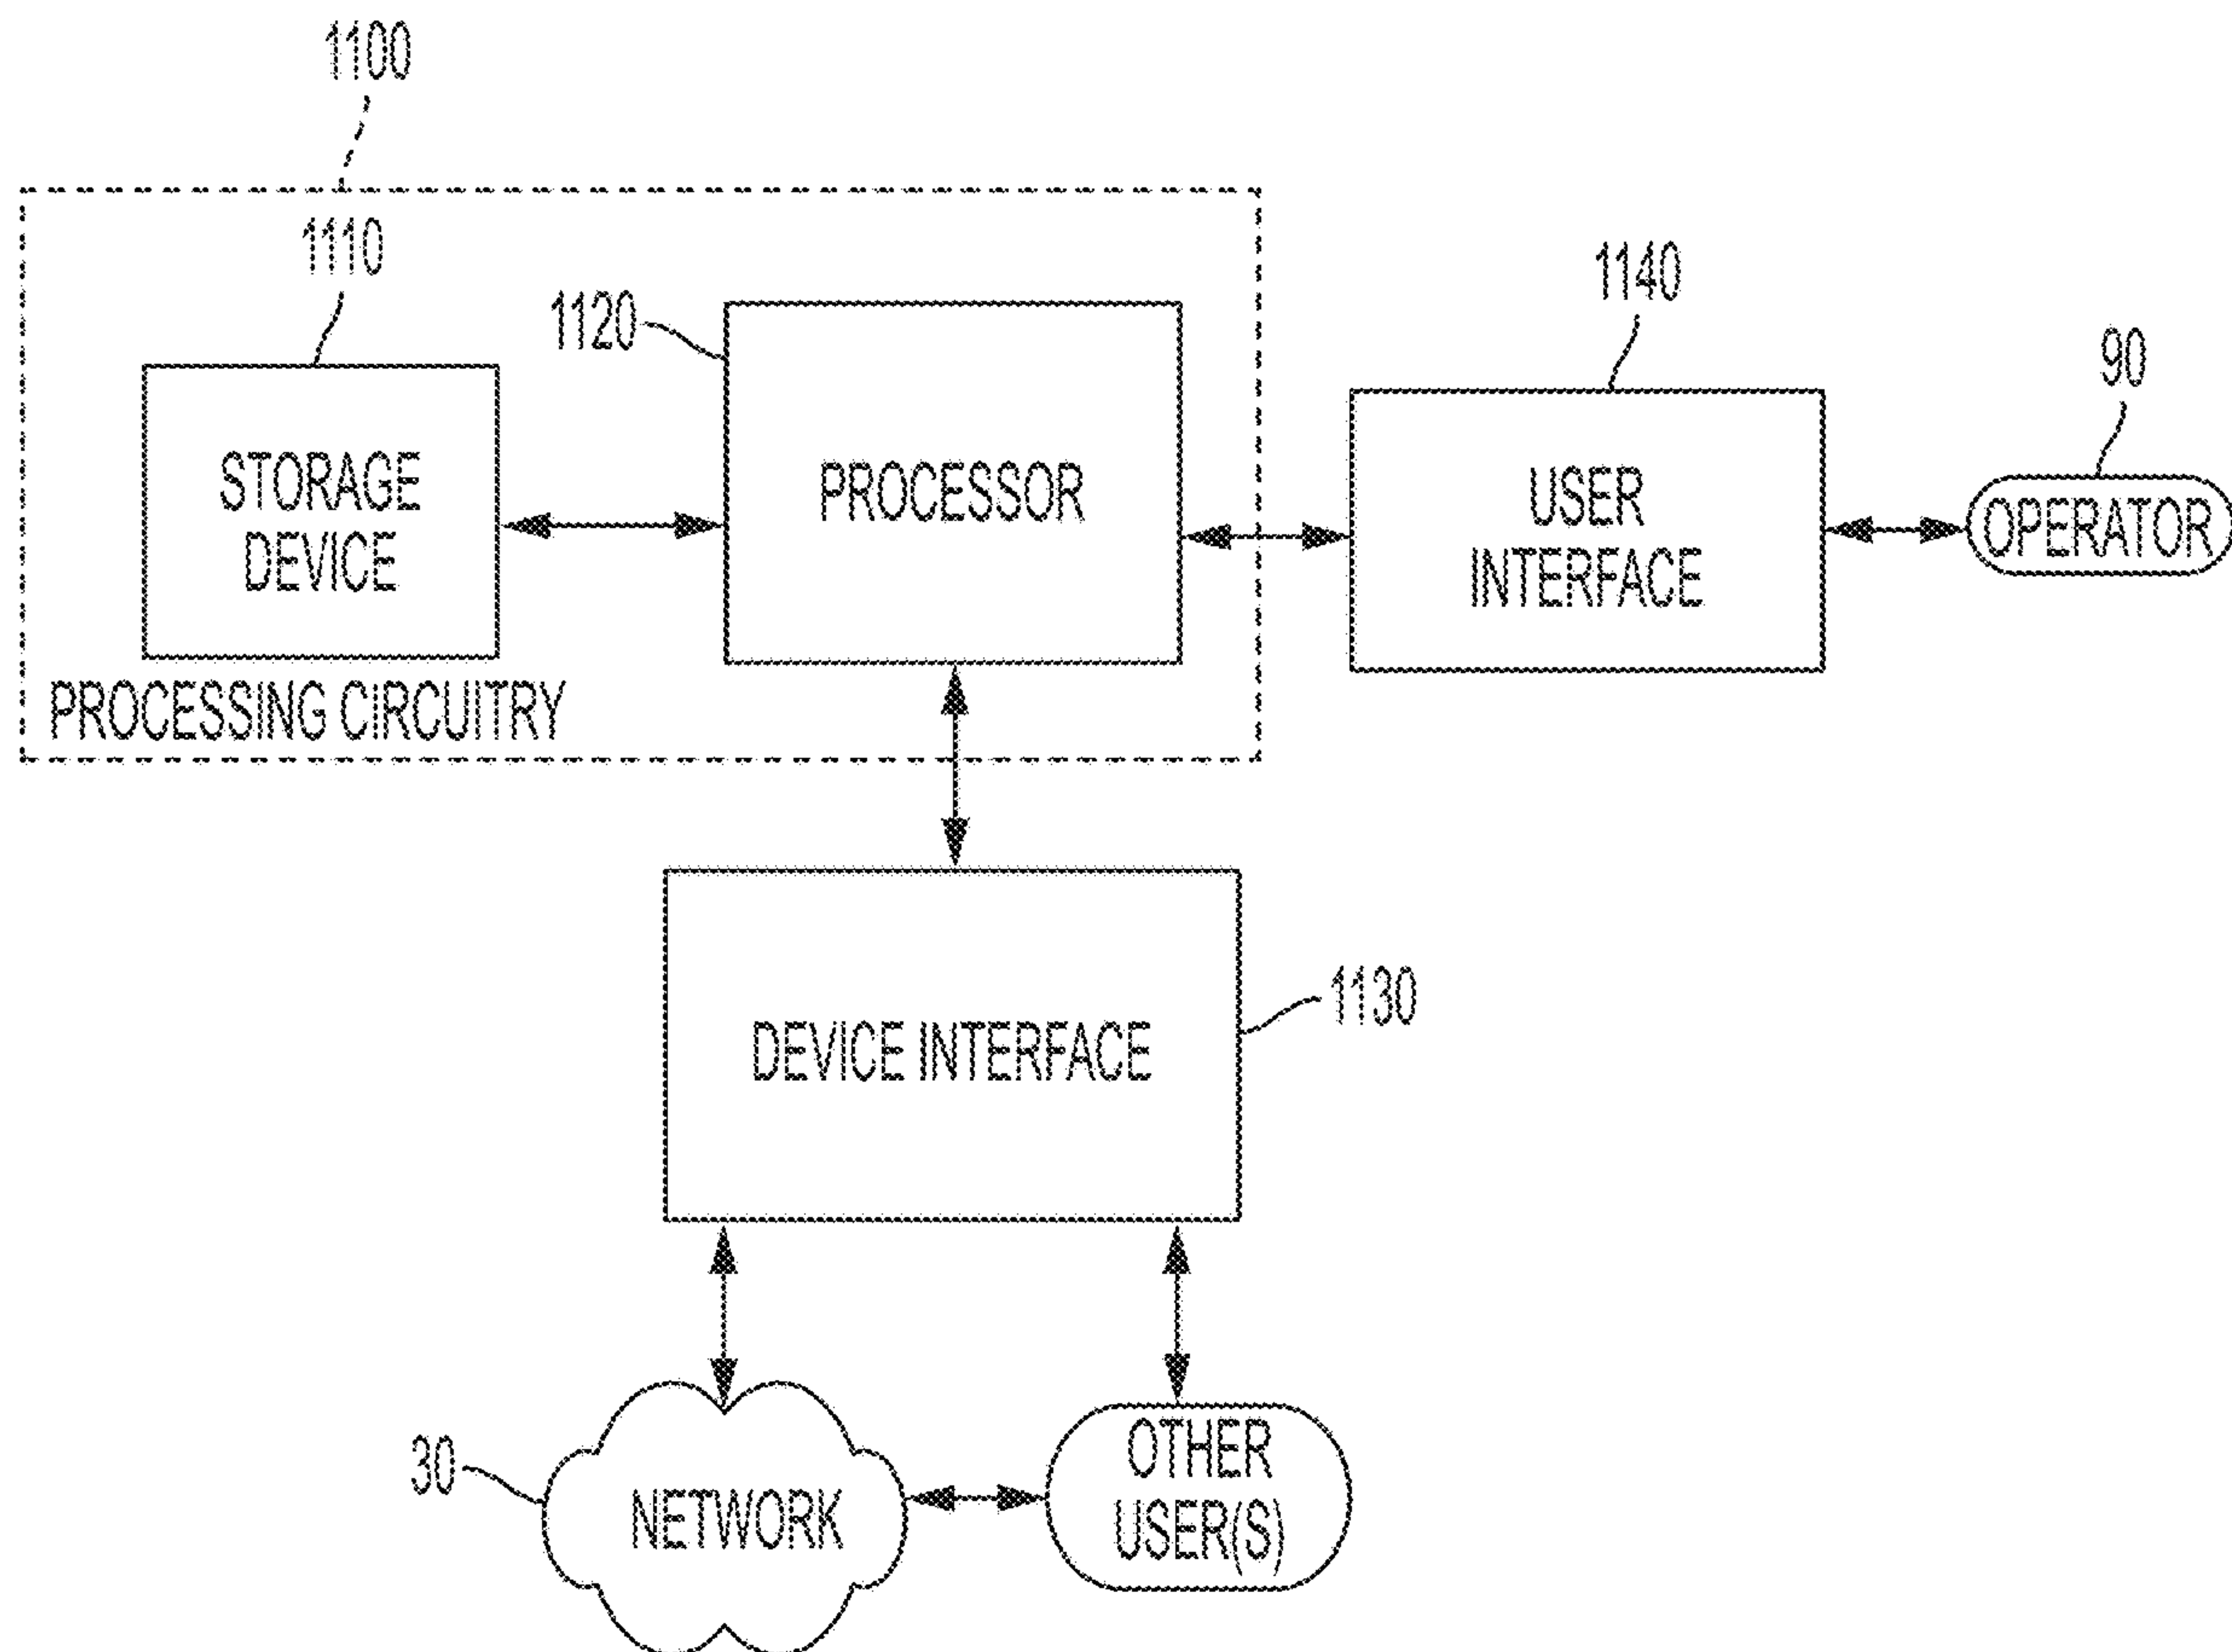 1100
1110
1120
1140
90
STORAGE
DEVICE
PROCESSOR
USER
INTERFACE
OPERATOR
PROCESSING CIRCUITRY
DEVICE INTERFACE
1130
30
NETWORK
OTHER
USER(S)